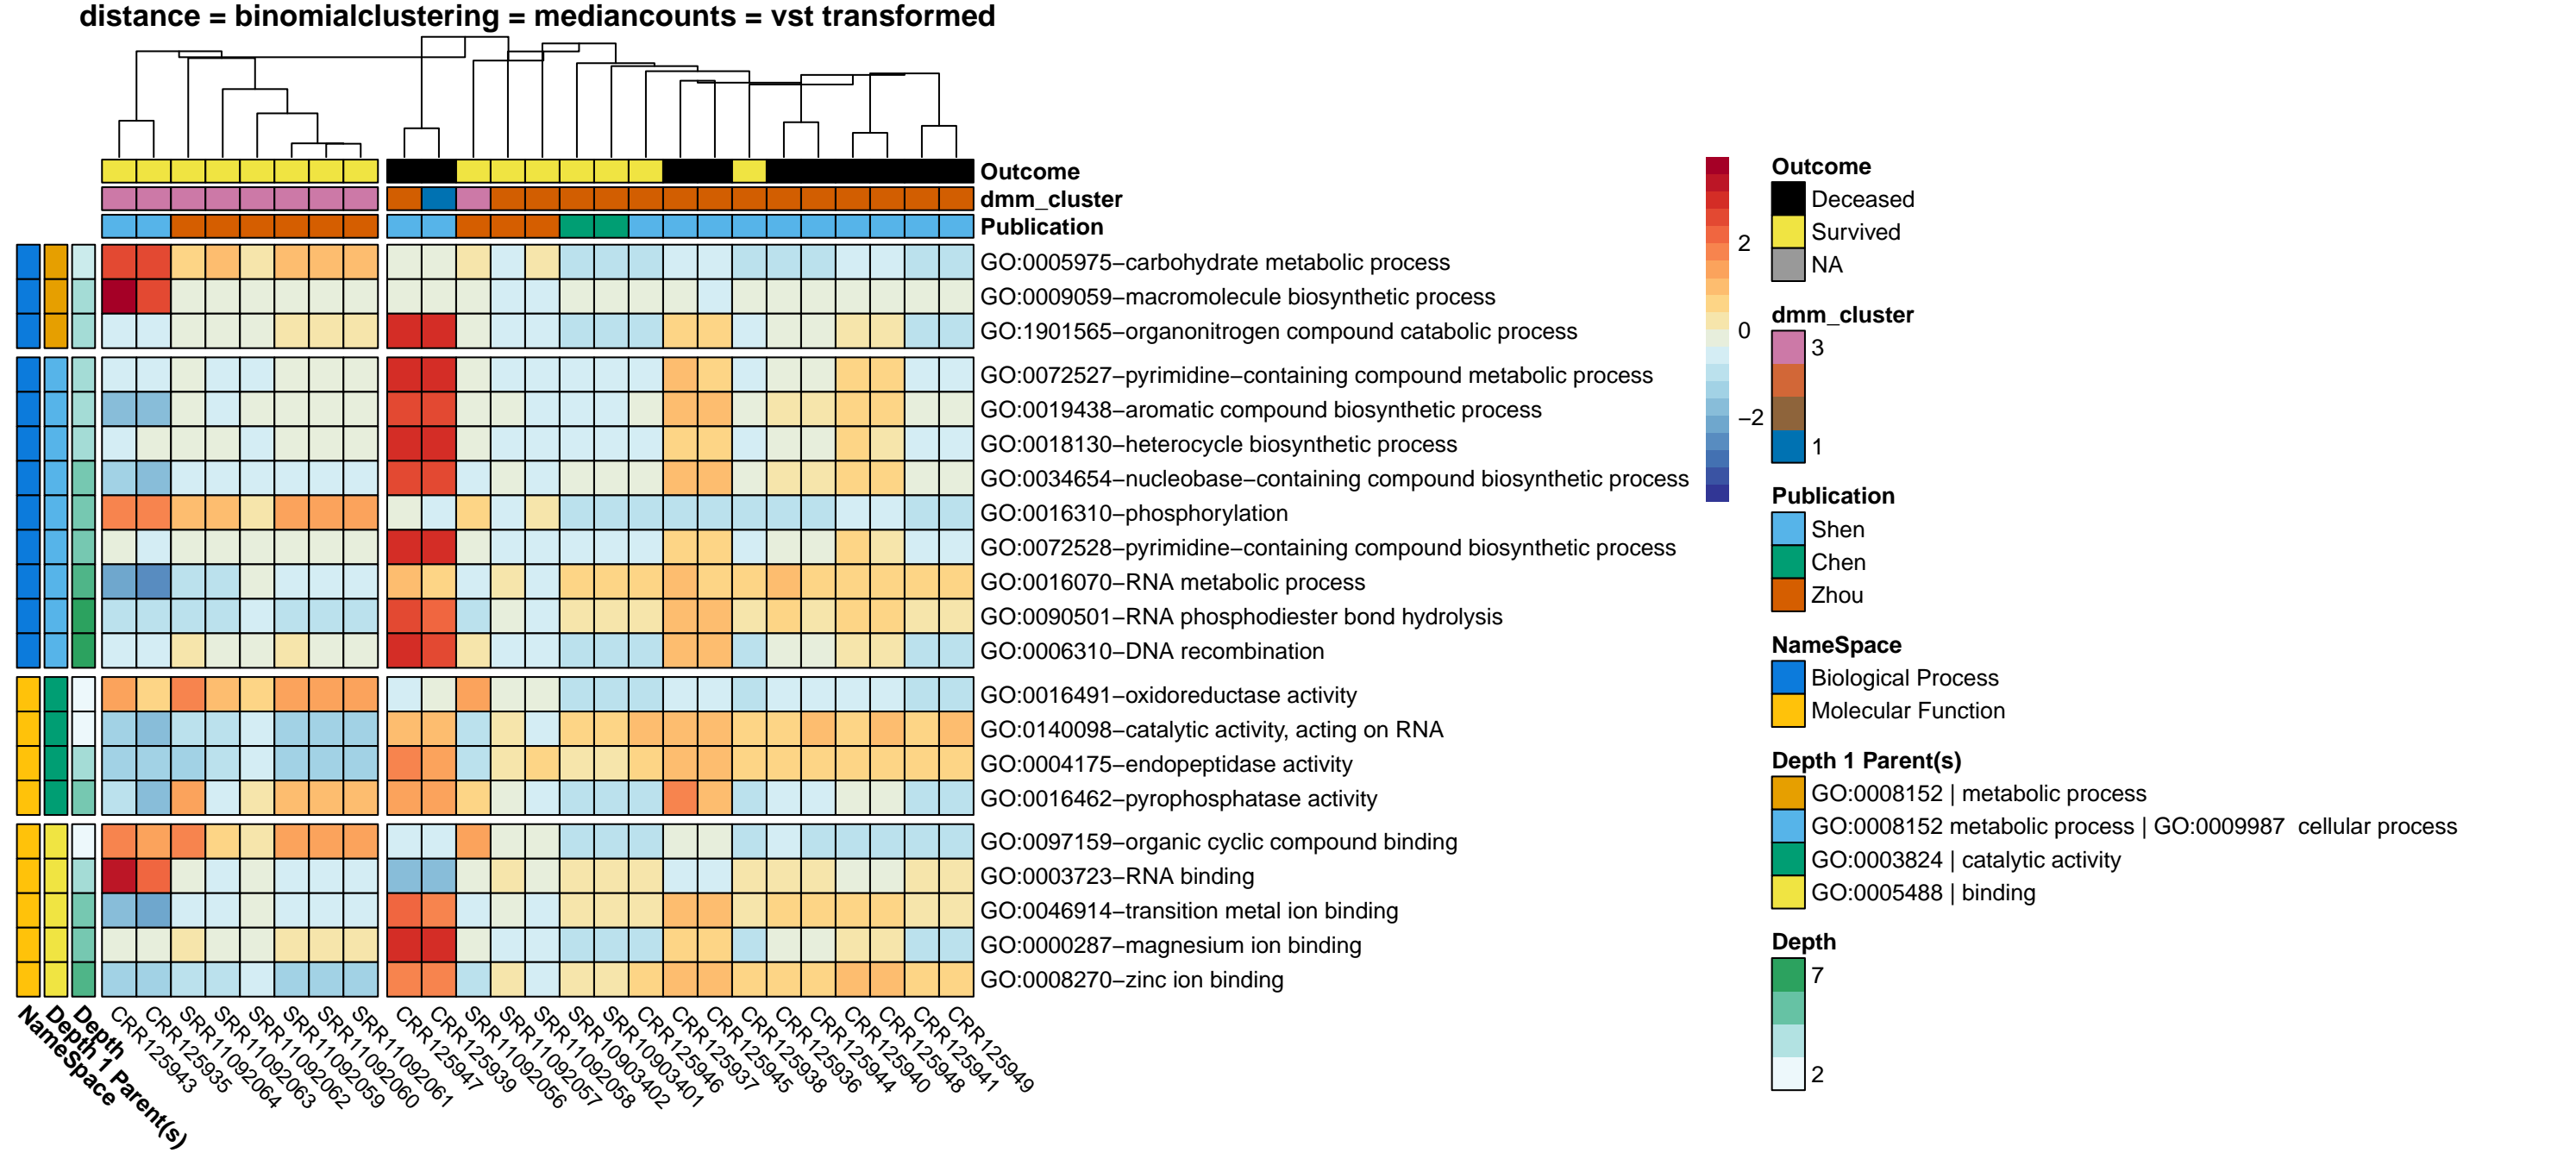 distance = binomialclustering = mediancounts = vst transformed
Outcome
dmm_cluster
Publication
GO:0005975−carbohydrate metabolic process
GO:0009059−macromolecule biosynthetic process
GO:1901565−organonitrogen compound catabolic process
GO:0072527−pyrimidine−containing compound metabolic process
GO:0019438−aromatic compound biosynthetic process
GO:0018130−heterocycle biosynthetic process
GO:0034654−nucleobase−containing compound biosynthetic process
GO:0016310−phosphorylation
GO:0072528−pyrimidine−containing compound biosynthetic process
GO:0016070−RNA metabolic process
GO:0090501−RNA phosphodiester bond hydrolysis
GO:0006310−DNA recombination
GO:0016491−oxidoreductase activity
GO:0140098−catalytic activity, acting on RNA
GO:0004175−endopeptidase activity
GO:0016462−pyrophosphatase activity
GO:0097159−organic cyclic compound binding
GO:0003723−RNA binding
GO:0046914−transition metal ion binding
GO:0000287−magnesium ion binding
GO:0008270−zinc ion binding
NameSpace
Depth 1 Parent(s)
Depth
CRR125943
CRR125935
SRR11092064
SRR11092063
SRR11092062
SRR11092059
SRR11092060
SRR11092061
CRR125947
CRR125939
SRR11092056
SRR11092057
SRR11092058
SRR10903402
SRR10903401
CRR125946
CRR125937
CRR125945
CRR125938
CRR125936
CRR125944
CRR125940
CRR125948
CRR125941
CRR125949
2
0
−2
Outcome
Deceased
Survived
NA
dmm_cluster
3
1
Publication
Shen
Chen
Zhou
NameSpace
Biological Process
Molecular Function
Depth 1 Parent(s)
GO:0008152 | metabolic process
GO:0008152 metabolic process | GO:0009987  cellular process
GO:0003824 | catalytic activity
GO:0005488 | binding
Depth
7
2